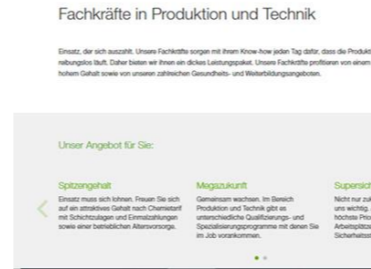 Fachkräfte in Produktion und Technik
Einsatz, der sich auszahlt. Unsere Fachkräfte sorgen mit ihrem Know-how jeden Tag dafür, dass die Produkti
reibungslos läuft. Daher bieten wir Ihnen ein dickes Leistungspaket. Unsere Fachkräfte profitieren von einem
hohem Gehalt sowie von unseren zahlreichen Gesundheits- und Weiterbildungsangeboten.
Unser Angebot für Sie:
Spitzengehalt
Einsatz muss sich lohnen. Freuen Sie sich
auf ein attraktives Gehalt nach Chemietarif
mit Schichtzulagen und Einmalzahlungen
sowie einer betrieblichen Altersvorsorge.
Megazukunft
Gemeinsam wachsen. Im Bereich
Produktion und Technik gibt es
unterschiedliche Qualifizierungs- und
Spezialisierungsprogramme mit denen Sie
im Job vorankommen.
Supersich
Nicht nur zuf
uns wichtig.
höchste Prio
Arbeitsplätze
Sicherheitss